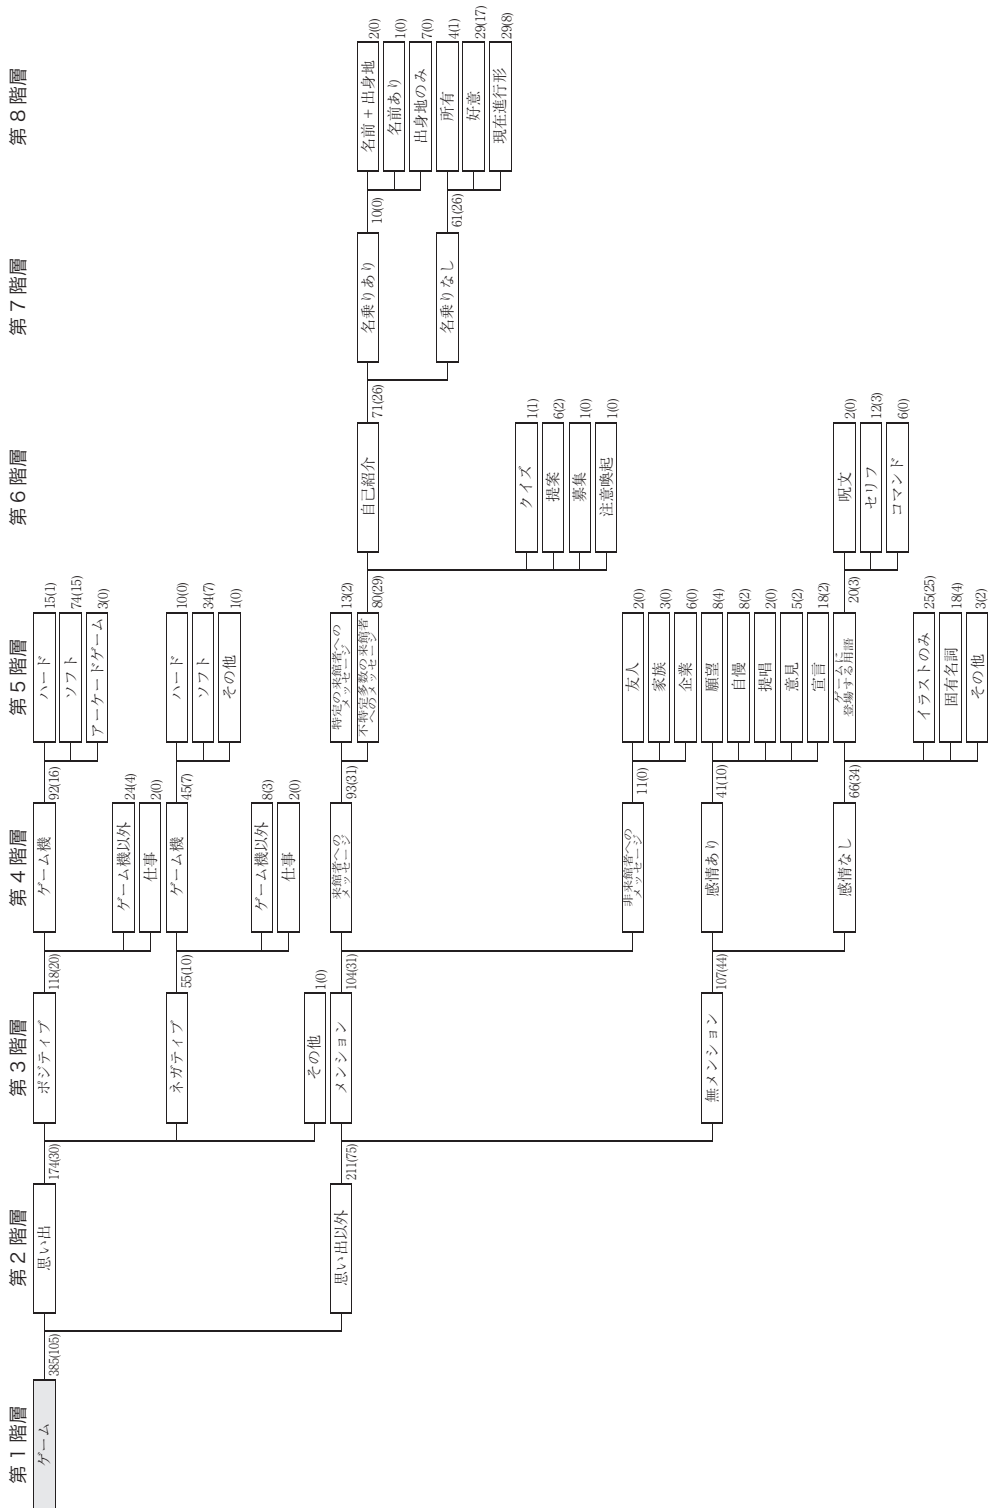 第1階層
第2階層
第3階層
第4階層
第5階層
第6階層
第7階層
第8階層
ゲーム
385(105)
思い出
174(30)
ポジティブ
118(20)
ゲーム機
92(16)
ハード
15(1)
ソフト
74(15)
アーケードゲーム
3(0)
ゲーム機以外
24(4)
仕事
2(0)
ネガティブ
55(10)
ゲーム機
45(7)
ハード
10(0)
ソフト
34(7)
その他
1(0)
ゲーム機以外
8(3)
仕事
2(0)
その他
1(0)
思い出以外
211(75)
メンション
104(31)
来館者への
メッセージ
93(31)
特定の来館者への
メッセージ
13(2)
不特定多数の来館者
へのメッセージ
80(29)
自己紹介
71(26)
名乗りあり
10(0)
名前 + 出身地
2(0)
名前あり
1(0)
出身地のみ
7(0)
名乗りなし
61(26)
所有
4(1)
好意
29(17)
現在進行形
29(8)
クイズ
1(1)
提案
6(2)
募集
1(0)
注意喚起
1(0)
非来館者への
メッセージ
11(0)
友人
2(0)
家族
3(0)
企業
6(0)
無メンション
107(44)
感情あり
41(10)
願望
8(4)
自慢
8(2)
提唱
2(0)
意見
5(2)
宣言
18(2)
感情なし
66(34)
ゲームに
登場する用語
20(3)
呪文
2(0)
セリフ
12(3)
コマンド
6(0)
イラストのみ
25(25)
固有名詞
18(4)
その他
3(2)